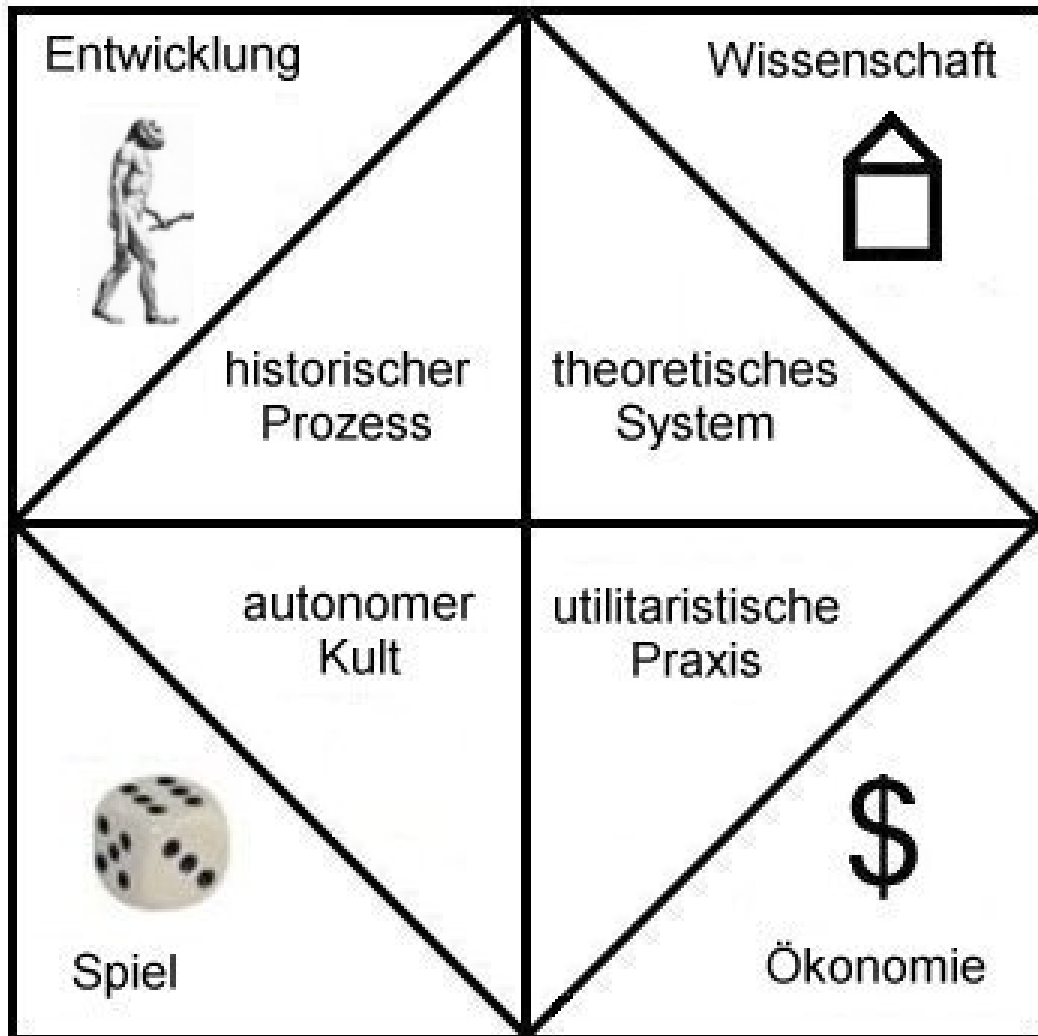 Entwicklung
Wissenschaft
historischer
Prozess
theoretisches
System
autonomer
Kult
utilitaristische
Praxis
$
Spiel
Ökonomie